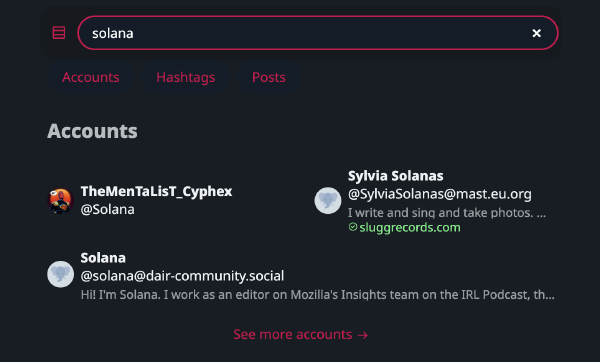 solana
Accounts
Hashtags
Posts
Accounts
TheMenTaLisT_Cyphex
@Solana
Sylvia Solanas
@SylviaSolanas@mast.eu.org
I write and sing and take photos. ...
sluggrecords.com
Solana
@solana@dair-community.social
Hi! I'm Solana. I work as an editor on Mozilla's Insights team on the IRL Podcast, th...
See more accounts →